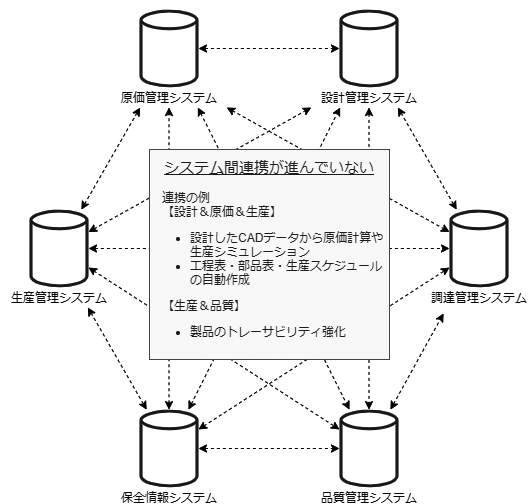 原価管理システム
設計管理システム
システム間連携が進んでいない
連携の例
【設計＆原価＆生産】
• 設計したCADデータから原価計算や
生産シミュレーション
• 工程表・部品表・生産スケジュール
の自動作成
【生産＆品質】
• 製品のトレーサビリティ強化
生産管理システム
調達管理システム
保全情報システム
品質管理システム